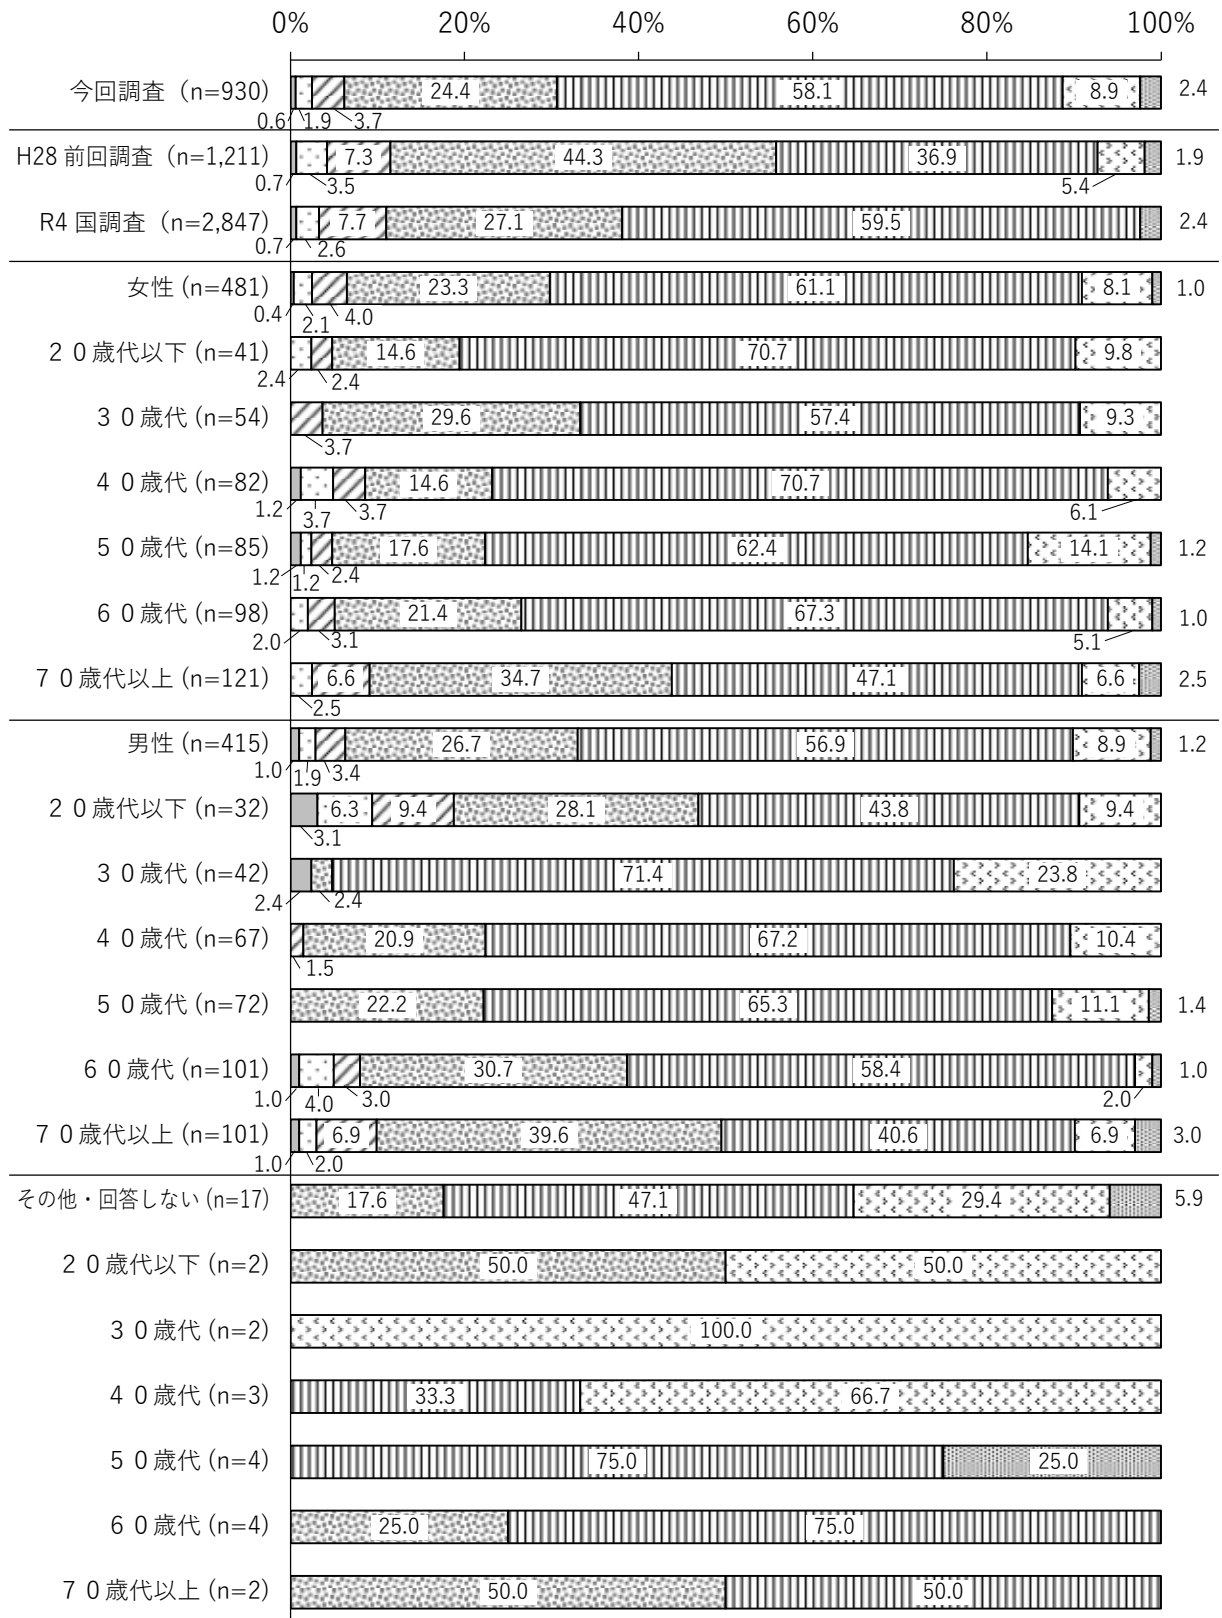 0% 20% 40% 60% 80% 100%
今回調査（n=930） 24.4 58.1 8.9 2.4
0.6 1.9 3.7
H28 前回調査（n=1,211） 7.3 44.3 36.9 1.9
0.7 3.5 5.4
R4 国調査（n=2,847） 7.7 27.1 59.5 2.4
0.7 2.6
女性 (n=481) 23.3 61.1 8.1 1.0
0.4 2.1 4.0
２０歳代以下 (n=41) 14.6 70.7 9.8
2.4 2.4
３０歳代 (n=54) 29.6 57.4 9.3
3.7
４０歳代 (n=82) 14.6 70.7
1.2 3.7 3.7 6.1
５０歳代 (n=85) 17.6 62.4 14.1 1.2
1.2 1.2 2.4
６０歳代 (n=98) 21.4 67.3 1.0
2.0 3.1 5.1
７０歳代以上 (n=121) 6.6 34.7 47.1 6.6 2.5
2.5
男性 (n=415) 26.7 56.9 8.9 1.2
1.0 1.9 3.4
２０歳代以下 (n=32) 6.3 9.4 28.1 43.8 9.4
3.1
３０歳代 (n=42) 71.4 23.8
2.4 2.4
４０歳代 (n=67) 20.9 67.2 10.4
1.5
５０歳代 (n=72) 22.2 65.3 11.1 1.4
６０歳代 (n=101) 30.7 58.4 1.0
1.0 4.0 3.0 2.0
７０歳代以上 (n=101) 6.9 39.6 40.6 6.9 3.0
1.0 2.0
その他・回答しない (n=17) 17.6 47.1 29.4 5.9
２０歳代以下 (n=2) 50.0 50.0
３０歳代 (n=2) 100.0
４０歳代 (n=3) 33.3 66.7
５０歳代 (n=4) 75.0 25.0
６０歳代 (n=4) 25.0 75.0
７０歳代以上 (n=2) 50.0 50.0